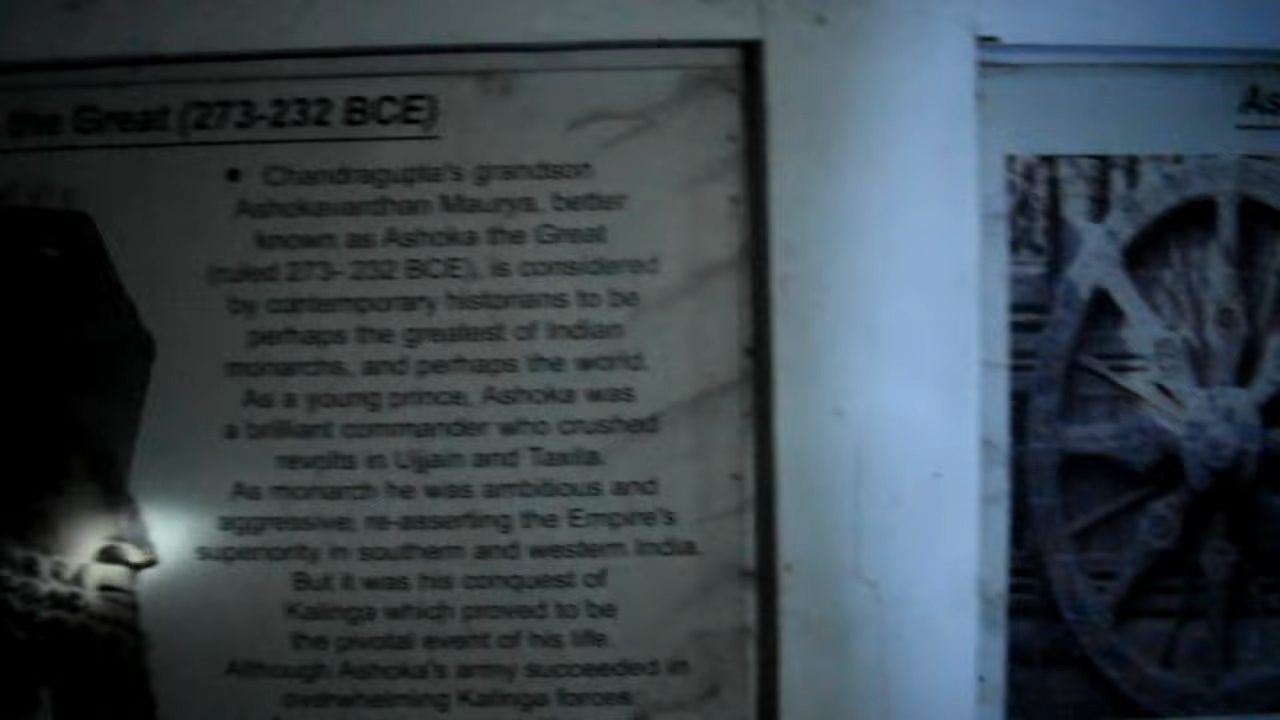 the Great (273-232 BCE)
• Chandragupta's grandson
Ashokavardhan Maurya, better
known as Ashoka the Great
(ruled 273- 232 BCE), is considered
by contemporary historians to be
perhaps the greatest of Indian
monarchs, and perhaps the world.
As a young prince, Ashoka was
a brilliant commander who crushed
revolts in Ujjain and Taxila.
As monarch he was ambitious and
aggressive, re-asserting the Empire's
superiority in southern and western India.
But it was his conquest of
Kalinga which proved to be
the pivotal event of his life.
Although Ashoka's army succeeded in
overwhelming Kalinga forces
As